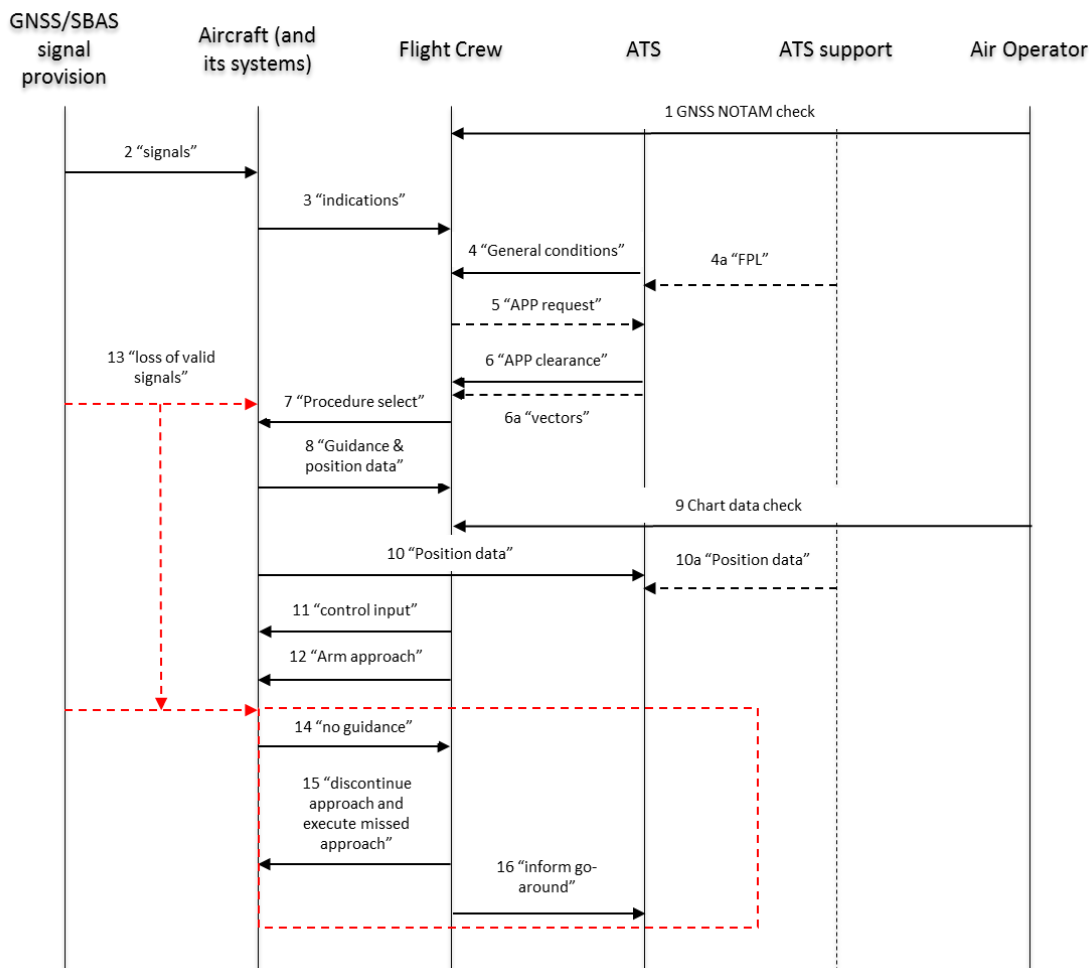 GNSS/SBAS
signal
provision
Aircraft (and
its systems)
Flight Crew
ATS
ATS support
Air Operator
1 GNSS NOTAM check
2 “signals”
3 “indications”
4 “General conditions”
4a “FPL”
5 “APP request”
13 “loss of valid
signals”
6 “APP clearance”
7 “Procedure select”
6a “vectors”
8 “Guidance &
position data”
9 Chart data check
10 “Position data”
10a “Position data”
11 “control input”
12 “Arm approach”
14 “no guidance”
15 “discontinue
approach and
execute missed
approach”
16 “inform go-
around”